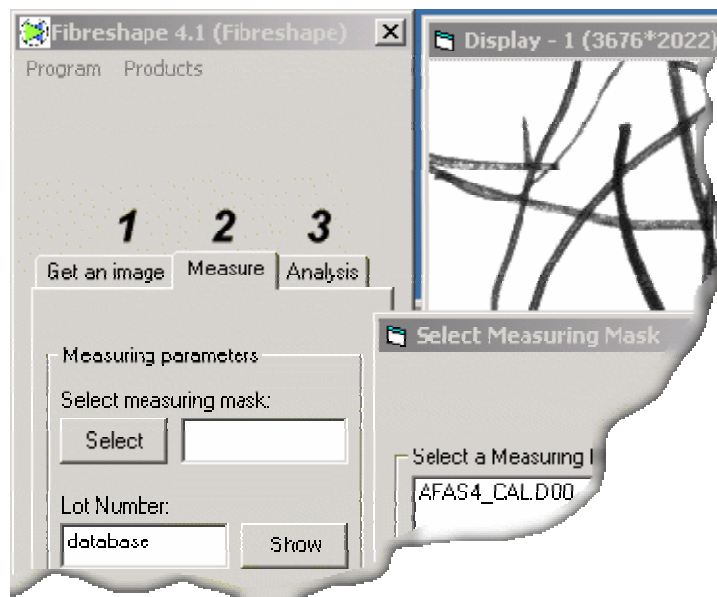 Fibreshape 4.1 (Fibreshape)
Program Products
1 2 3
Get an image Measure Analysis
Measuring parameters
Select measuring mask:
Select
Lot Number:
database Show
Display - 1 (3676*2022)
Select Measuring Mask
Select a Measuring
AFAS4_CAL.D00